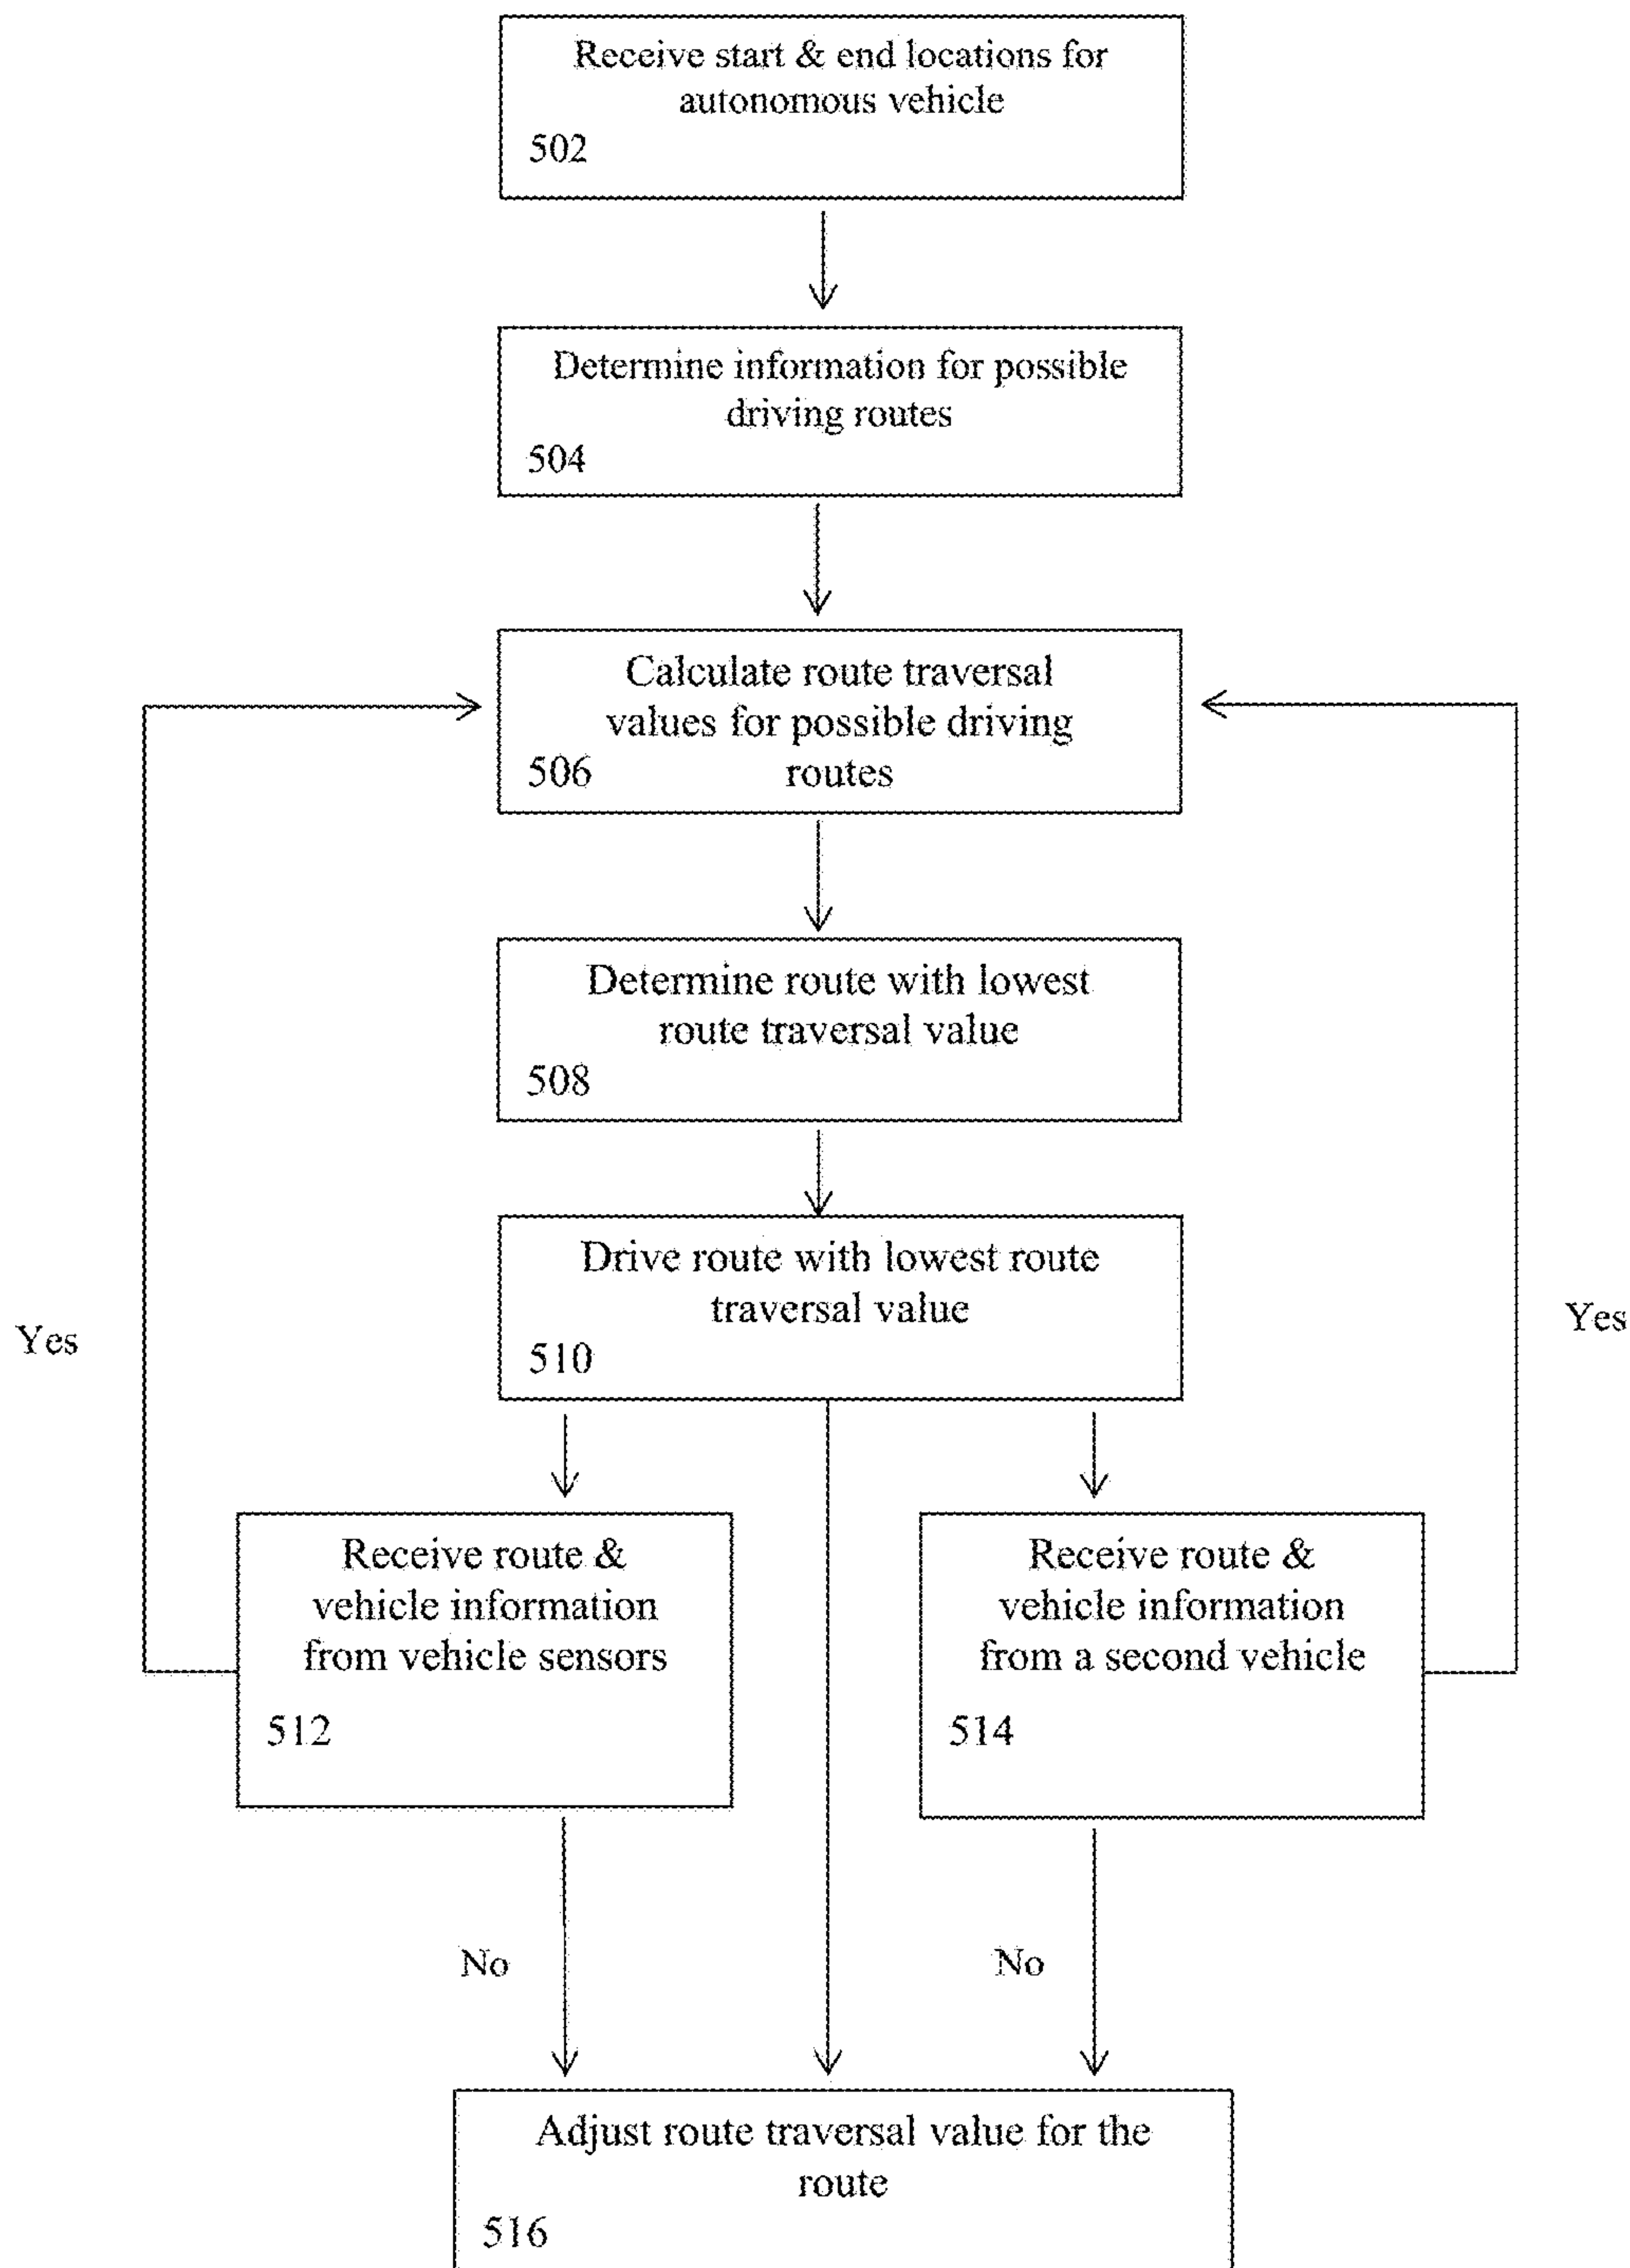 Receive start & end locations for
autonomous vehicle
502
Determine information for possible
driving routes
504
Calculate route traversal
values for possible driving
506 routes
Determine route with lowest
route traversal value
508
Drive route with lowest route
traversal value
510
Yes
Yes
Receive route &
vehicle information
from vehicle sensors
512
Receive route &
vehicle information
from a second vehicle
514
No
No
Adjust route traversal value for the
route
516